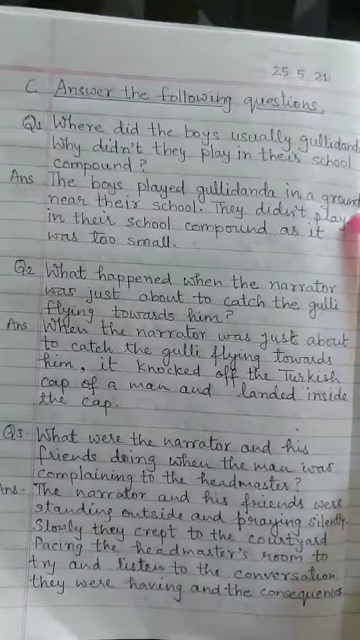 25.5.21
C. Answer the following questions.
Q1 Where did the boys usually gullidanda
Why didn't they play in their school
compound?
Ans The boys played gullidanda in a ground
near their school. They didn't play
in their school compound as it
was too small.
Q2 What happened when the narrator
was just about to catch the gulli
flying towards him?
Ans When the narrator was just about
to catch the gulli flying towards
him, it knocked off the Turkish
cap of a man and landed inside
the cap.
Q3- What were the narrator and his
friends doing when the man was
complaining to the headmaster?
Ans- The narrator and his friends were
standing outside and praying silently.
Slowly they crept to the courtyard
facing the headmaster's room to
try and listen to the conversation
they were having and the consequences